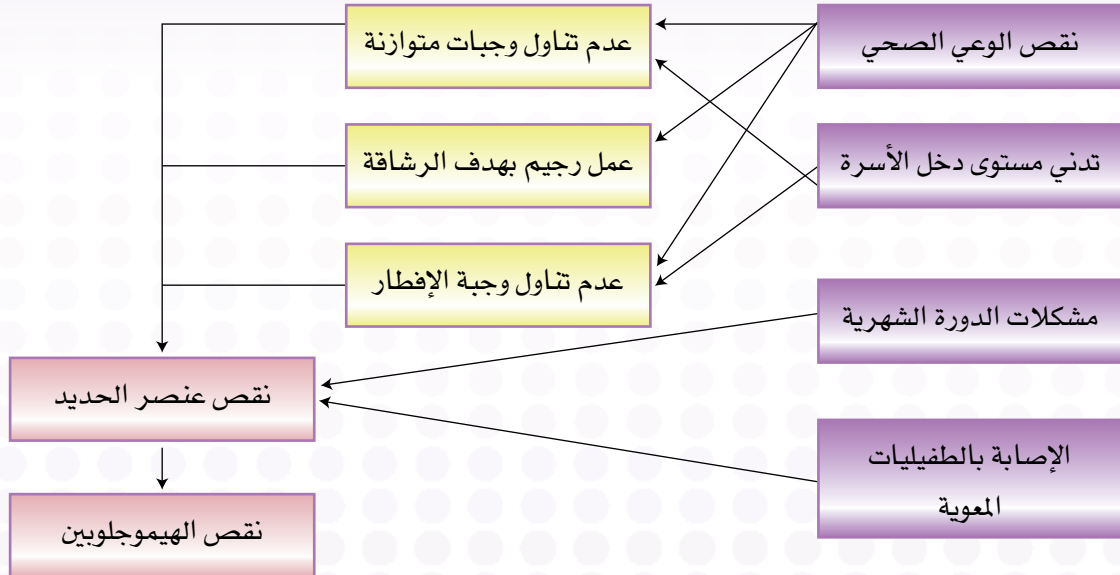 نقص الوعي الصحي
عدم تناول وجبات متوازنة
تدني مستوى دخل الأسرة
عمل رجيم بهدف الرشاقة
عدم تناول وجبة الإفطار
مشكلات الدورة الشهرية
نقص عنصر الحديد
الإصابة بالطفيليات
المعوية
نقص الهيموجلوبين